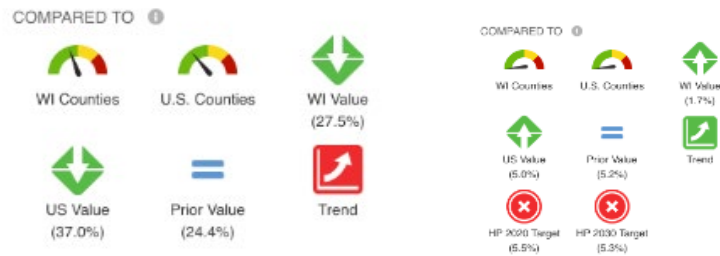 COMPARED TO
WI Counties
U.S. Counties
WI Value
(27.5%)
US Value
(37.0%)
Prior Value
(24.4%)
Trend
COMPARED TO
WI Counties
U.S. Counties
WI Value
(1.7%)
US Value
(5.0%)
Prior Value
(5.2%)
Trend
HP 2020 Target
(5.5%)
HP 2030 Target
(5.3%)